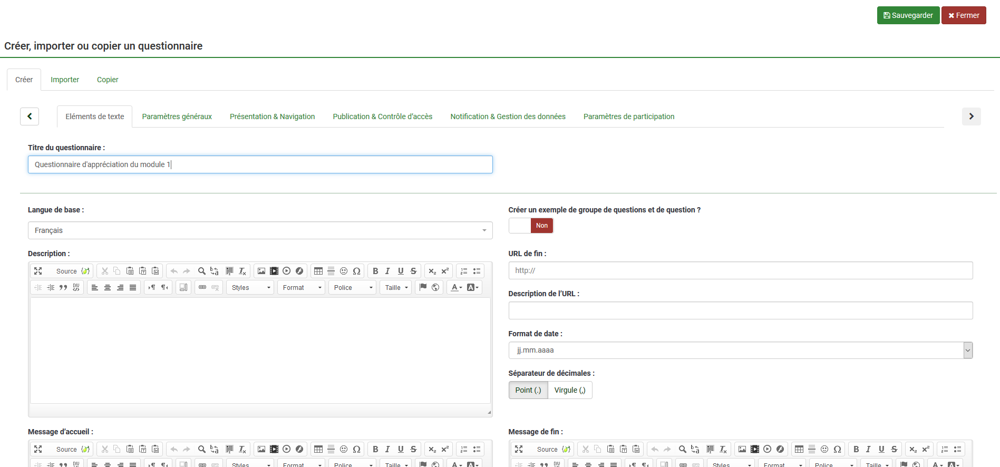 Sauvegarder Fermer
Créer, importer ou copier un questionnaire
Créer Importer Copier
Eléments de texte Paramètres généraux Présentation & Navigation Publication & Contrôle d’accès Notification & Gestion des données Paramètres de participation
Titre du questionnaire :
Questionnaire d'appréciation du module 1
Langue de base :
Français
Créer un exemple de groupe de questions et de question ?
Non
Description :
Source
Styles Format Police Taille
URL de fin :
http://
Description de l’URL :
Format de date :
jj.mm.aaaa
Séparateur de décimales :
Point (.) Virgule (,)
Message d’accueil :
Source
Styles Format Police Taille
Message de fin :
Source
Styles Format Police Taille